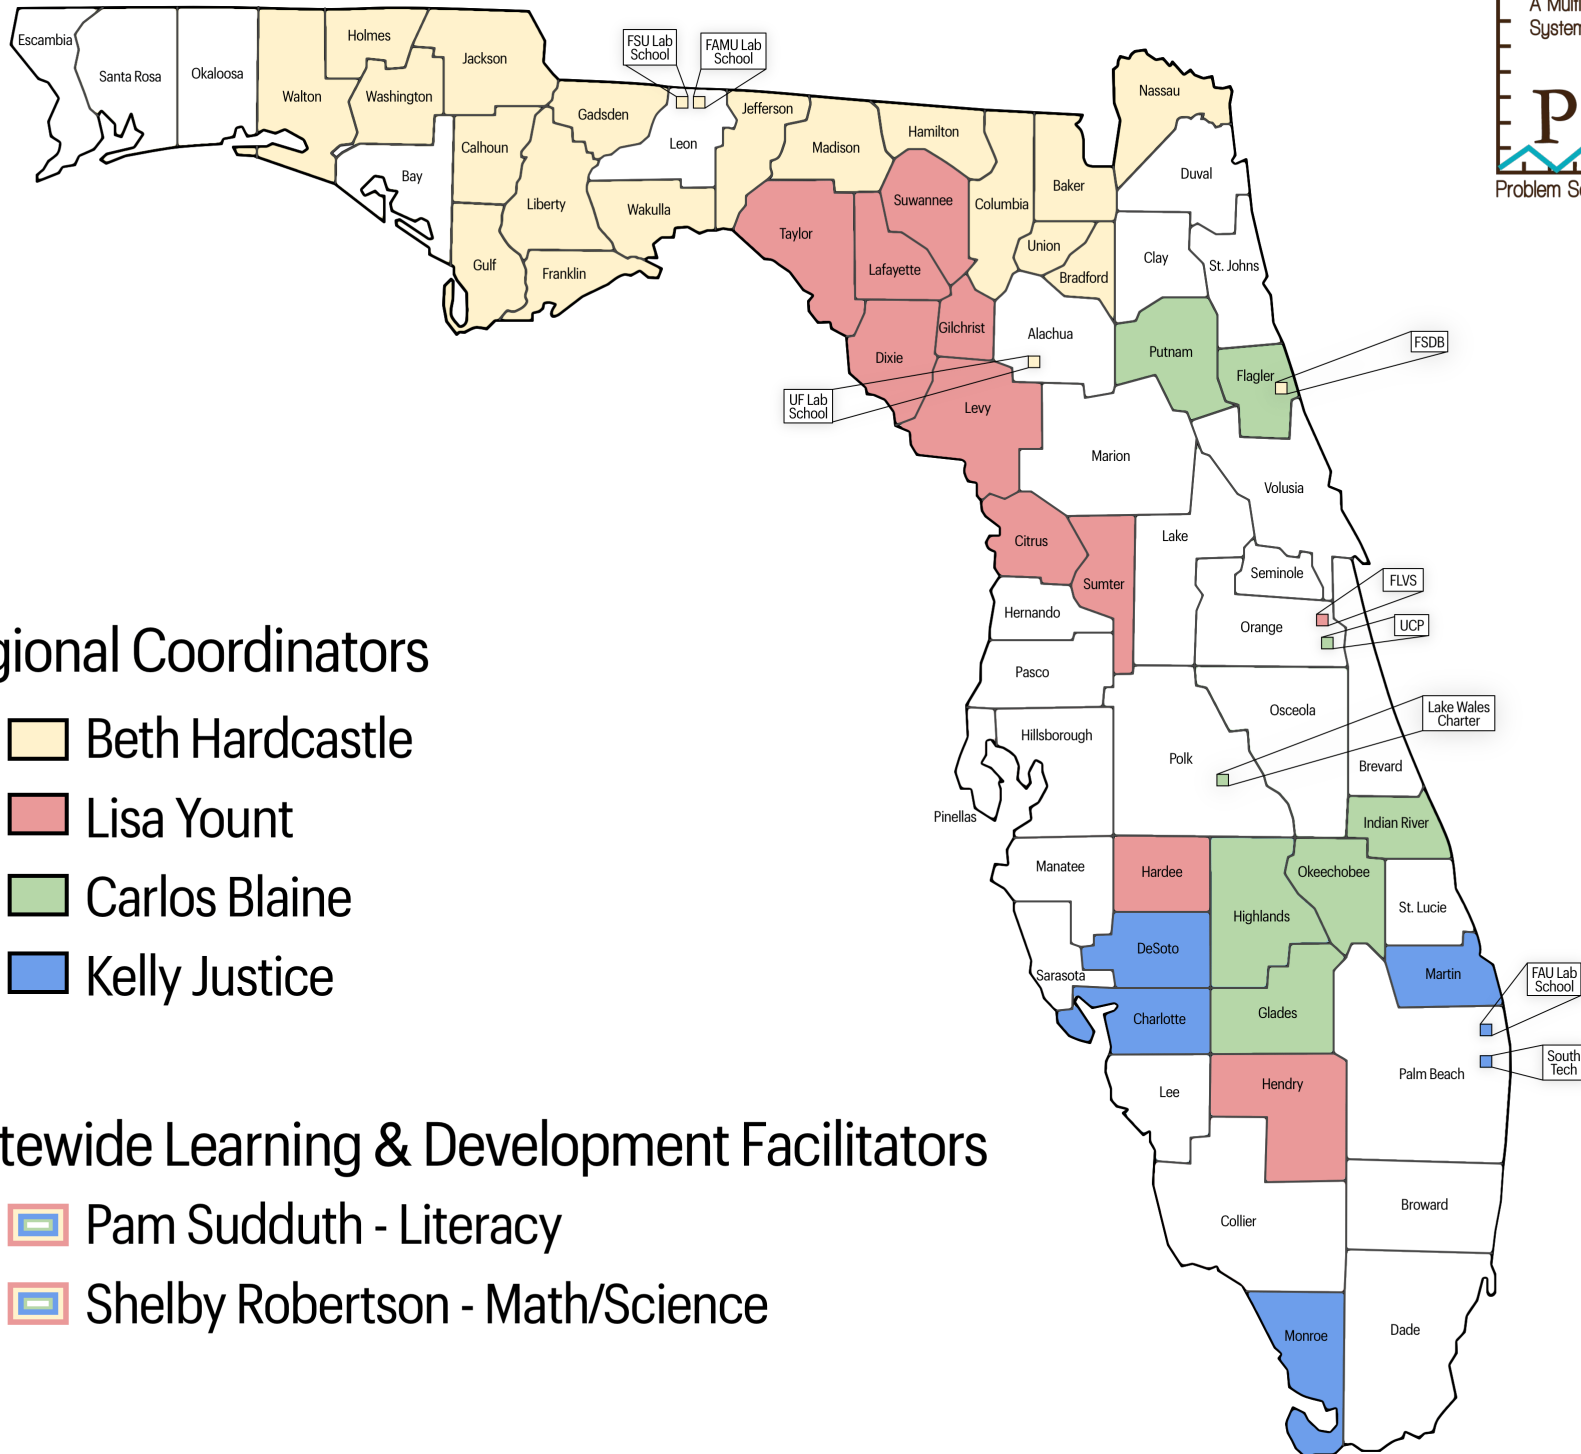 A Multi
System
P
Problem S
Escambia
Santa Rosa
Okaloosa
Walton
Holmes
Washington
Jackson
Bay
Calhoun
Gulf
Liberty
Franklin
Gadsden
FSU Lab
School
FAMU Lab
School
Leon
Wakulla
Jefferson
Madison
Taylor
Hamilton
Suwannee
Lafayette
Dixie
Gilchrist
Columbia
Baker
Union
Bradford
Nassau
Duval
Clay
St. Johns
Alachua
UF Lab
School
Putnam
Flagler
FSDB
Levy
Marion
Volusia
Citrus
Sumter
Lake
Seminole
Orange
FLVS
UCP
Hernando
Pasco
Hillsborough
Pinellas
Polk
Osceola
Lake Wales
Charter
Brevard
Indian River
Manatee
Hardee
Highlands
Okeechobee
St. Lucie
Sarasota
DeSoto
Martin
Charlotte
Glades
FAU Lab
School
South
Tech
Palm Beach
Lee
Hendry
Collier
Broward
Monroe
Dade
gional Coordinators
Beth Hardcastle
Lisa Yount
Carlos Blaine
Kelly Justice
tewide Learning & Development Facilitators
Pam Sudduth - Literacy
Shelby Robertson - Math/Science